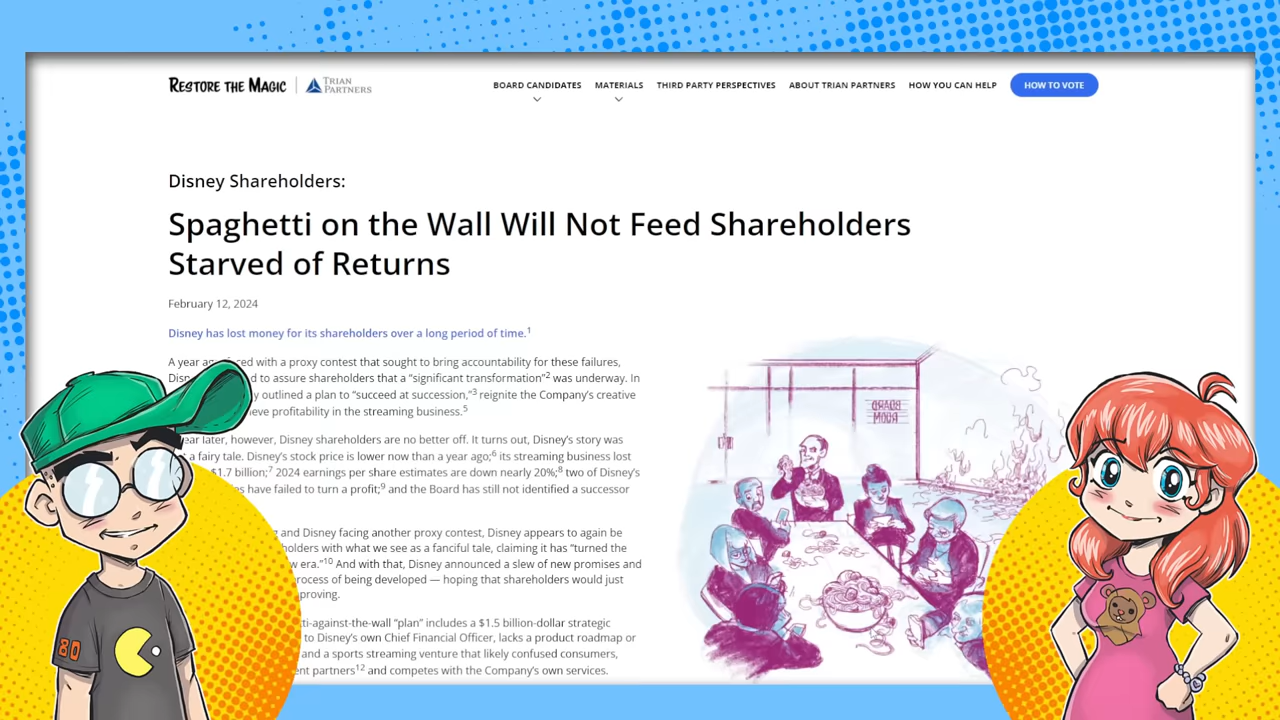 RESTORE THE MAGIC
TRIAN
PARTNERS
BOARD CANDIDATES
MATERIALS
THIRD PARTY PERSPECTIVES
ABOUT TRIAN PARTNERS
HOW YOU CAN HELP
HOW TO VOTE
Disney Shareholders:
Spaghetti on the Wall Will Not Feed Shareholders
Starved of Returns
February 12, 2024
Disney has lost money for its shareholders over a long period of time.1
A year with a proxy contest that sought to bring accountability for these failures,
to assure shareholders that a “significant transformation”2 was underway. In
outlined a plan to “succeed at succession,”3 reignite the Company’s creative
profitability in the streaming business.5
year later, however, Disney shareholders are no better off. It turns out, Disney’s story was
a fairy tale. Disney’s stock price is lower now than a year ago;6 its streaming business lost
$1.7 billion;7 2024 earnings per share estimates are down nearly 20%;8 two of Disney’s
have failed to turn a profit;9 and the Board has still not identified a successor
and Disney facing another proxy contest, Disney appears to again be
with what we see as a fanciful tale, claiming it has “turned the
era.”10 And with that, Disney announced a slew of new promises and
of being developed — hoping that shareholders would just
“plan” includes a $1.5 billion-dollar strategic
to Disney’s own Chief Financial Officer, lacks a product roadmap or
and a sports streaming venture that likely confused consumers,
partners12 and competes with the Company’s own services.
BOARD
ROOM
80